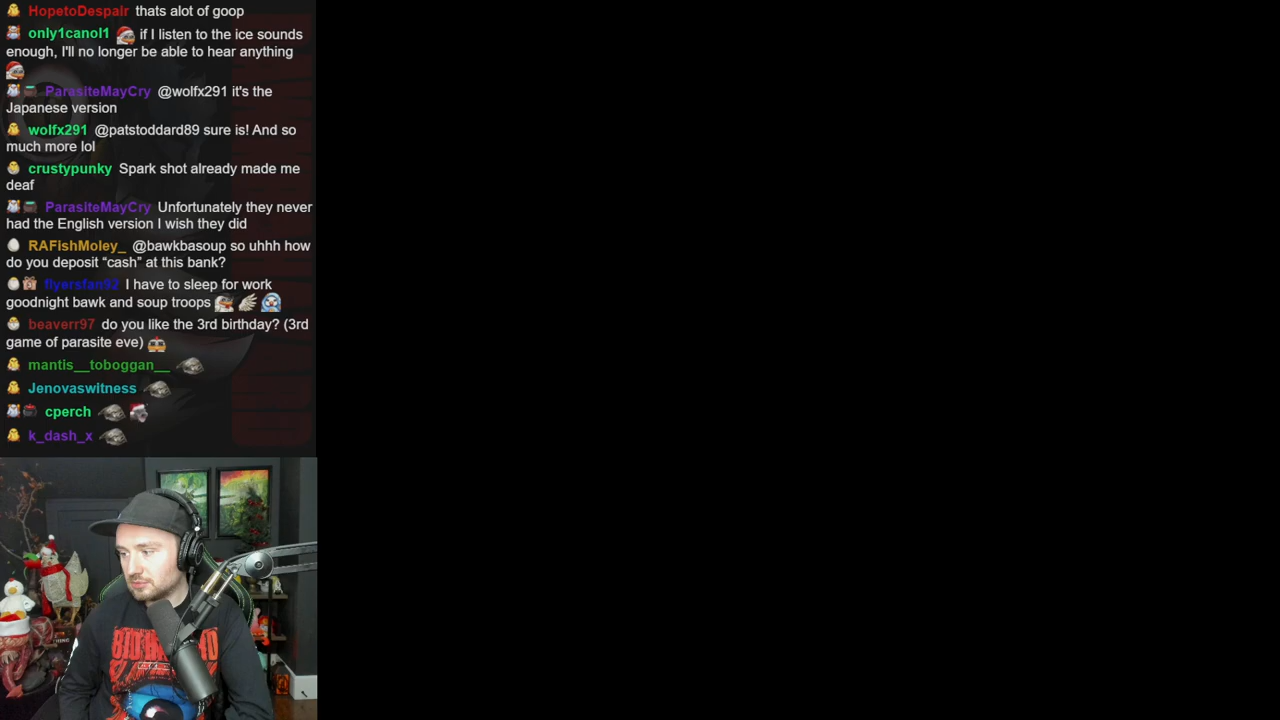 HopetoDespair thats alot of goop
only1canol1 if I listen to the ice sounds
enough, I'll no longer be able to hear anything
ParasiteMayCry @wolfx291 it's the
Japanese version
wolfx291 @patstoddard89 sure is! And so
much more lol
crustypunky Spark shot already made me
deaf
ParasiteMayCry Unfortunately they never
had the English version I wish they did
RAFishMoley_ @bawkbasoup so uhhh how
do you deposit “cash” at this bank?
flyersfan92 I have to sleep for work
goodnight bawk and soup troops
beaverr97 do you like the 3rd birthday? (3rd
game of parasite eve)
mantis__toboggan__
Jenovaswitness
cperch
k_dash_x